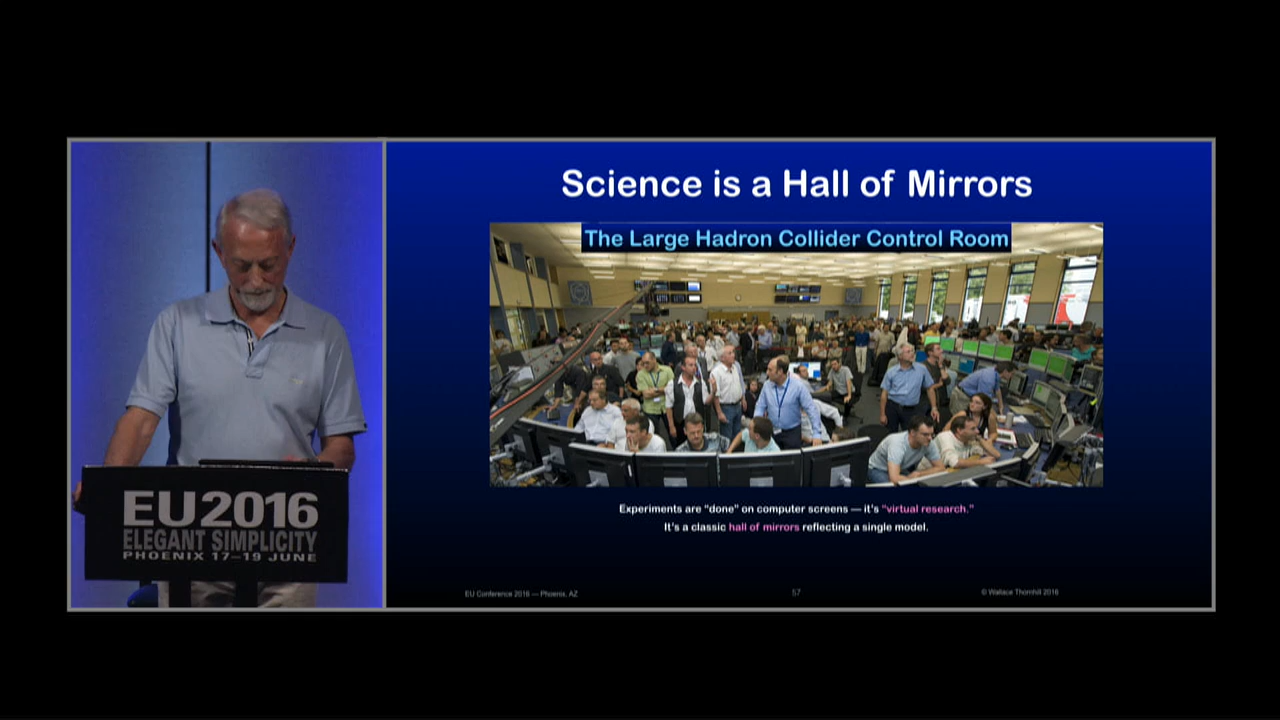 Science is a Hall of Mirrors
The Large Hadron Collider Control Room
EU2016
ELEGANT SIMPLICITY
PHOENIX 17–19 JUNE
Experiments are “done” on computer screens — it’s “virtual research.”
It’s a classic hall of mirrors reflecting a single model.
EU Conference 2016 — Phoenix, AZ
57
© Wallace Thornhill 2016